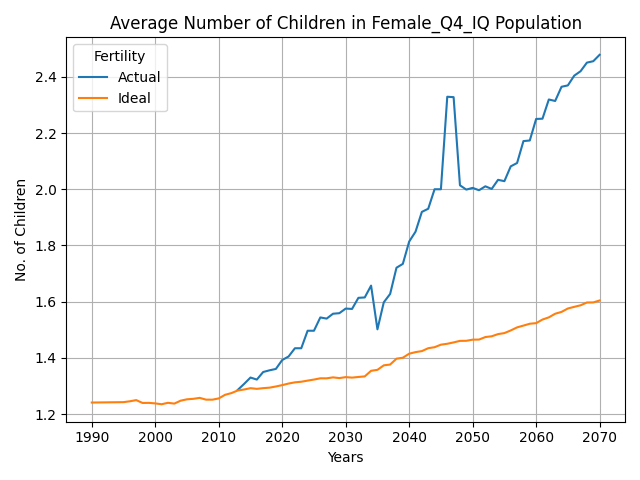 Average Number of Children in Female_Q4_IQ Population
Fertility
Actual
Ideal
No. of Children
2.4
2.2
2.0
1.8
1.6
1.4
1.2
1990 2000 2010 2020 2030 2040 2050 2060 2070
Years